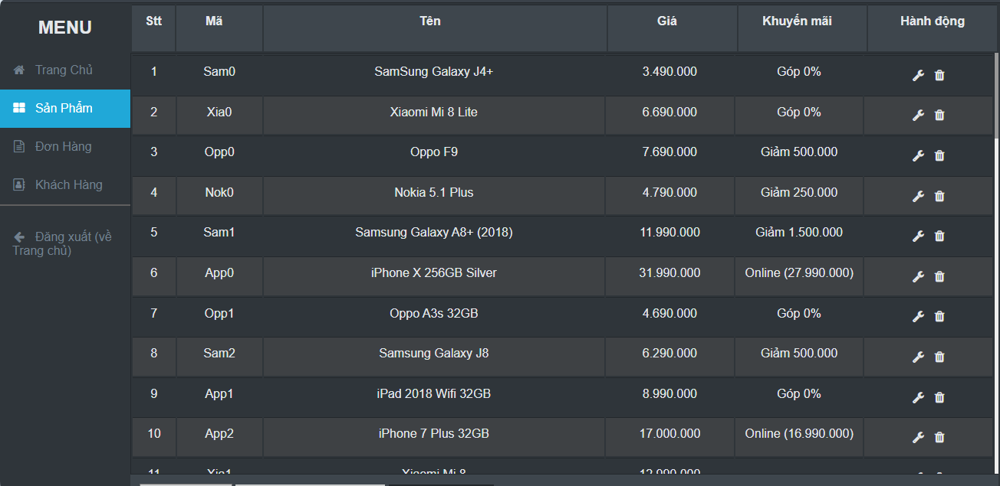 MENU
Trang Chủ
Sản Phẩm
Đơn Hàng
Khách Hàng
Đăng xuất (về
Trang chủ)
Stt Mã Tên Giá Khuyến mãi Hành động
1 Sam0 SamSung Galaxy J4+ 3.490.000 Góp 0%
2 Xia0 Xiaomi Mi 8 Lite 6.690.000 Góp 0%
3 Opp0 Oppo F9 7.690.000 Giảm 500.000
4 Nok0 Nokia 5.1 Plus 4.790.000 Giảm 250.000
5 Sam1 Samsung Galaxy A8+ (2018) 11.990.000 Giảm 1.500.000
6 App0 iPhone X 256GB Silver 31.990.000 Online (27.990.000)
7 Opp1 Oppo A3s 32GB 4.690.000 Góp 0%
8 Sam2 Samsung Galaxy J8 6.290.000 Giảm 500.000
9 App1 iPad 2018 Wifi 32GB 8.990.000 Góp 0%
10 App2 iPhone 7 Plus 32GB 17.000.000 Online (16.990.000)
11 Xia1 Xiaomi Mi 8 12.990.000